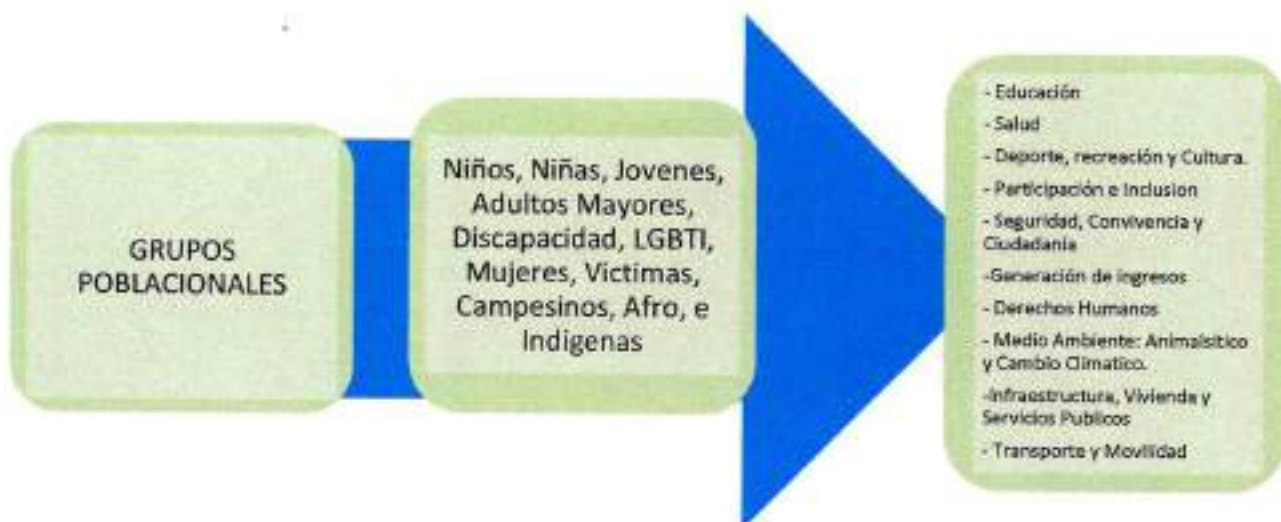 GRUPOS
POBLACIONALES
Niños, Niñas, Jovenes,
Adultos Mayores,
Discapacidad, LGBTI,
Mujeres, Victimas,
Campesinos, Afro, e
Indigenas
- Educación
- Salud
- Deporte, recreación y Cultura.
- Participación e Inclusion
- Seguridad, Convivencia y
Ciudadanía
-Generación de ingresos
- Derechos Humanos
- Medio Ambiente: Animalsitico
y Cambio Climatico.
-Infraestructura, Vivienda y
Servicios Publicos
- Transporte y Movilidad